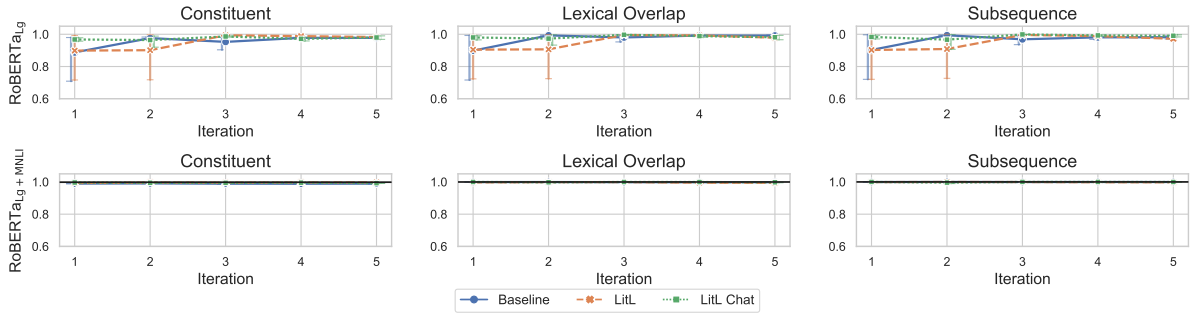 Constituent Lexical Overlap Subsequence
RoBERTa Lg
1.0 1.0 1.0
0.8 0.8 0.8
0.6 0.6 0.6
1 2 3 4 5 1 2 3 4 5 1 2 3 4 5
Iteration Iteration Iteration
Constituent Lexical Overlap Subsequence
RoBERTa Lg + MNLI
1.0 1.0 1.0
0.8 0.8 0.8
0.6 0.6 0.6
1 2 3 4 5 1 2 3 4 5 1 2 3 4 5
Iteration Iteration Iteration
Baseline LitL LitL Chat